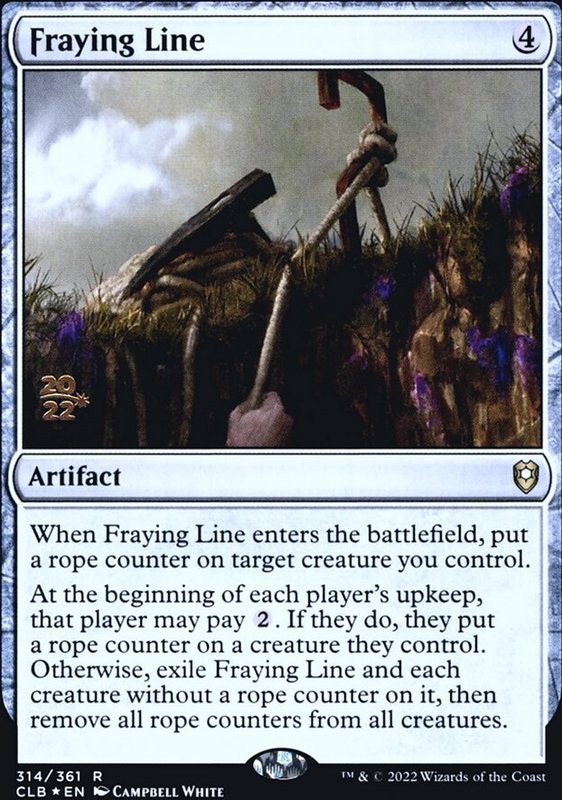 Fraying Line 4
20
22
Artifact
When Fraying Line enters the battlefield, put
a rope counter on target creature you control.
At the beginning of each player's upkeep,
that player may pay 2. If they do, they put
a rope counter on a creature they control.
Otherwise, exile Fraying Line and each
creature without a rope counter on it, then
remove all rope counters from all creatures.
314/361 R
CLB ★ EN Campbell White
™ & © 2022 Wizards of the Coast